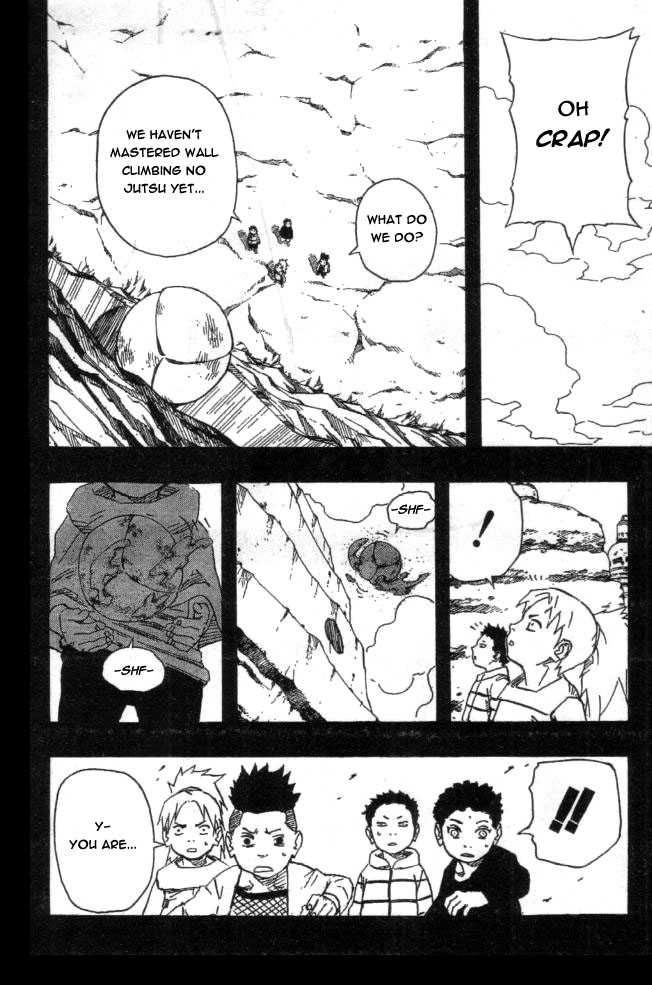 OH
CRAP!
WHAT DO
WE DO?
WE HAVEN'T
MASTERED WALL
CLIMBING NO
JUTSU YET...
!
-SHF-
-SHF-
!!
Y-
YOU ARE...